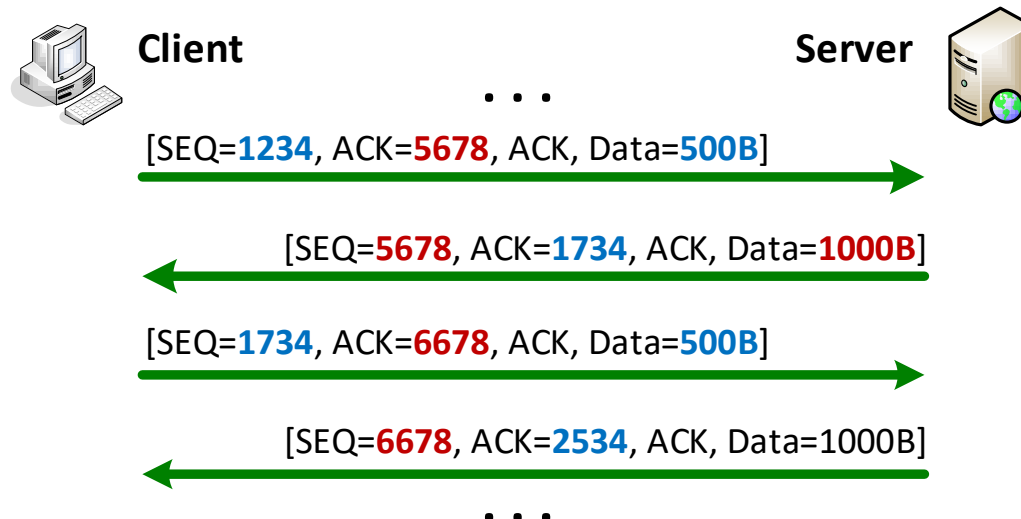 Client Server
. . .
[SEQ=1234, ACK=5678, ACK, Data=500B]
[SEQ=5678, ACK=1734, ACK, Data=1000B]
[SEQ=1734, ACK=6678, ACK, Data=500B]
[SEQ=6678, ACK=2534, ACK, Data=1000B]
. . .